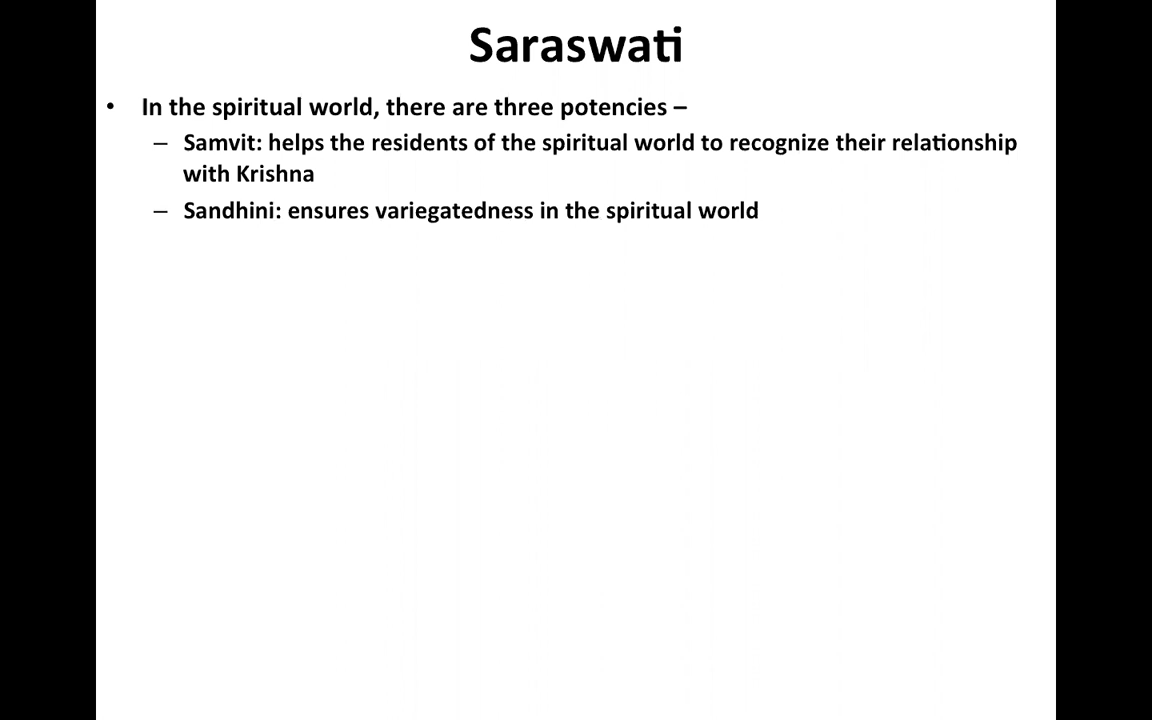 Saraswati
• In the spiritual world, there are three potencies –
– Samvit: helps the residents of the spiritual world to recognize their relationship
with Krishna
– Sandhini: ensures variegatedness in the spiritual world